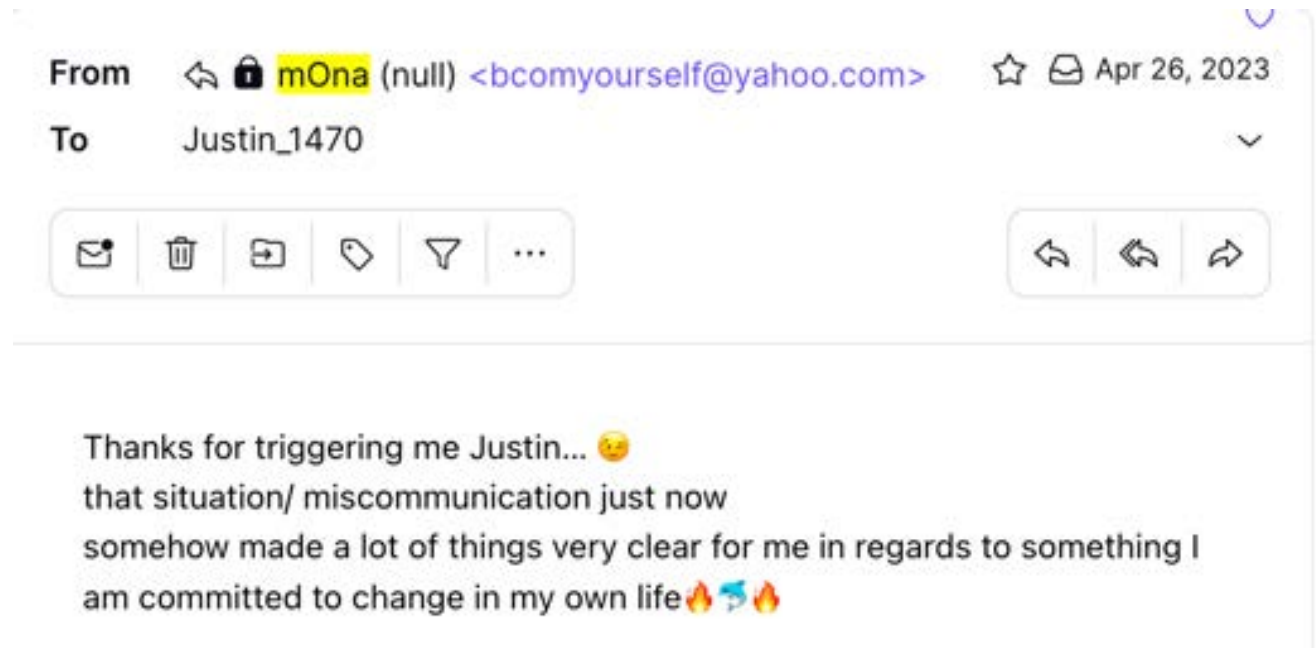 From mOna (null) <bcomyourself@yahoo.com> Apr 26, 2023
To Justin_1470
Thanks for triggering me Justin... 😉
that situation/ miscommunication just now
somehow made a lot of things very clear for me in regards to something I
am committed to change in my own life🔥🐬🔥